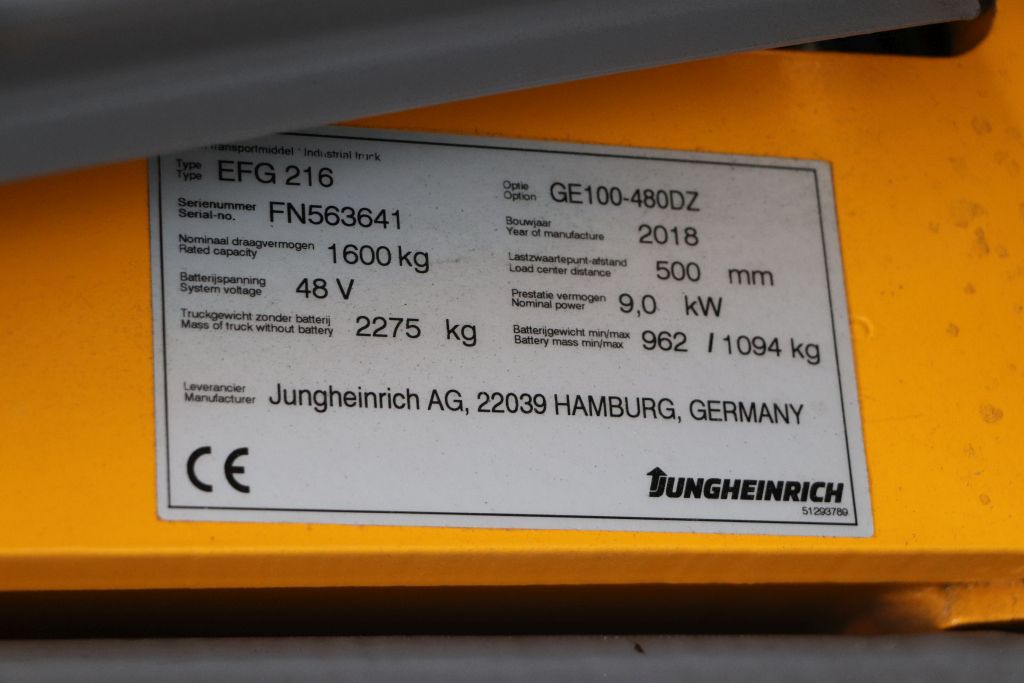 Transportmiddel * Industrial truck
Type
Type EFG 216
Optie
Option GE100-480DZ
Serienummer
Serial-no. FN563641
Bouwjaar
Year of manufacture 2018
Nominaal draagvermogen
Rated capacity 1600 kg
Lastzwaartepunt-afstand
Load center distance 500 mm
Batterijspanning
System voltage 48 V
Prestatie vermogen
Nominal power 9,0 kW
Truckgewicht zonder batterij
Mass of truck without battery 2275 kg
Batterijgewicht min/max
Battery mass min/max 962 / 1094 kg
Leverancier
Manufacturer Jungheinrich AG, 22039 HAMBURG, GERMANY
CE
JUNGHEINRICH
51293789